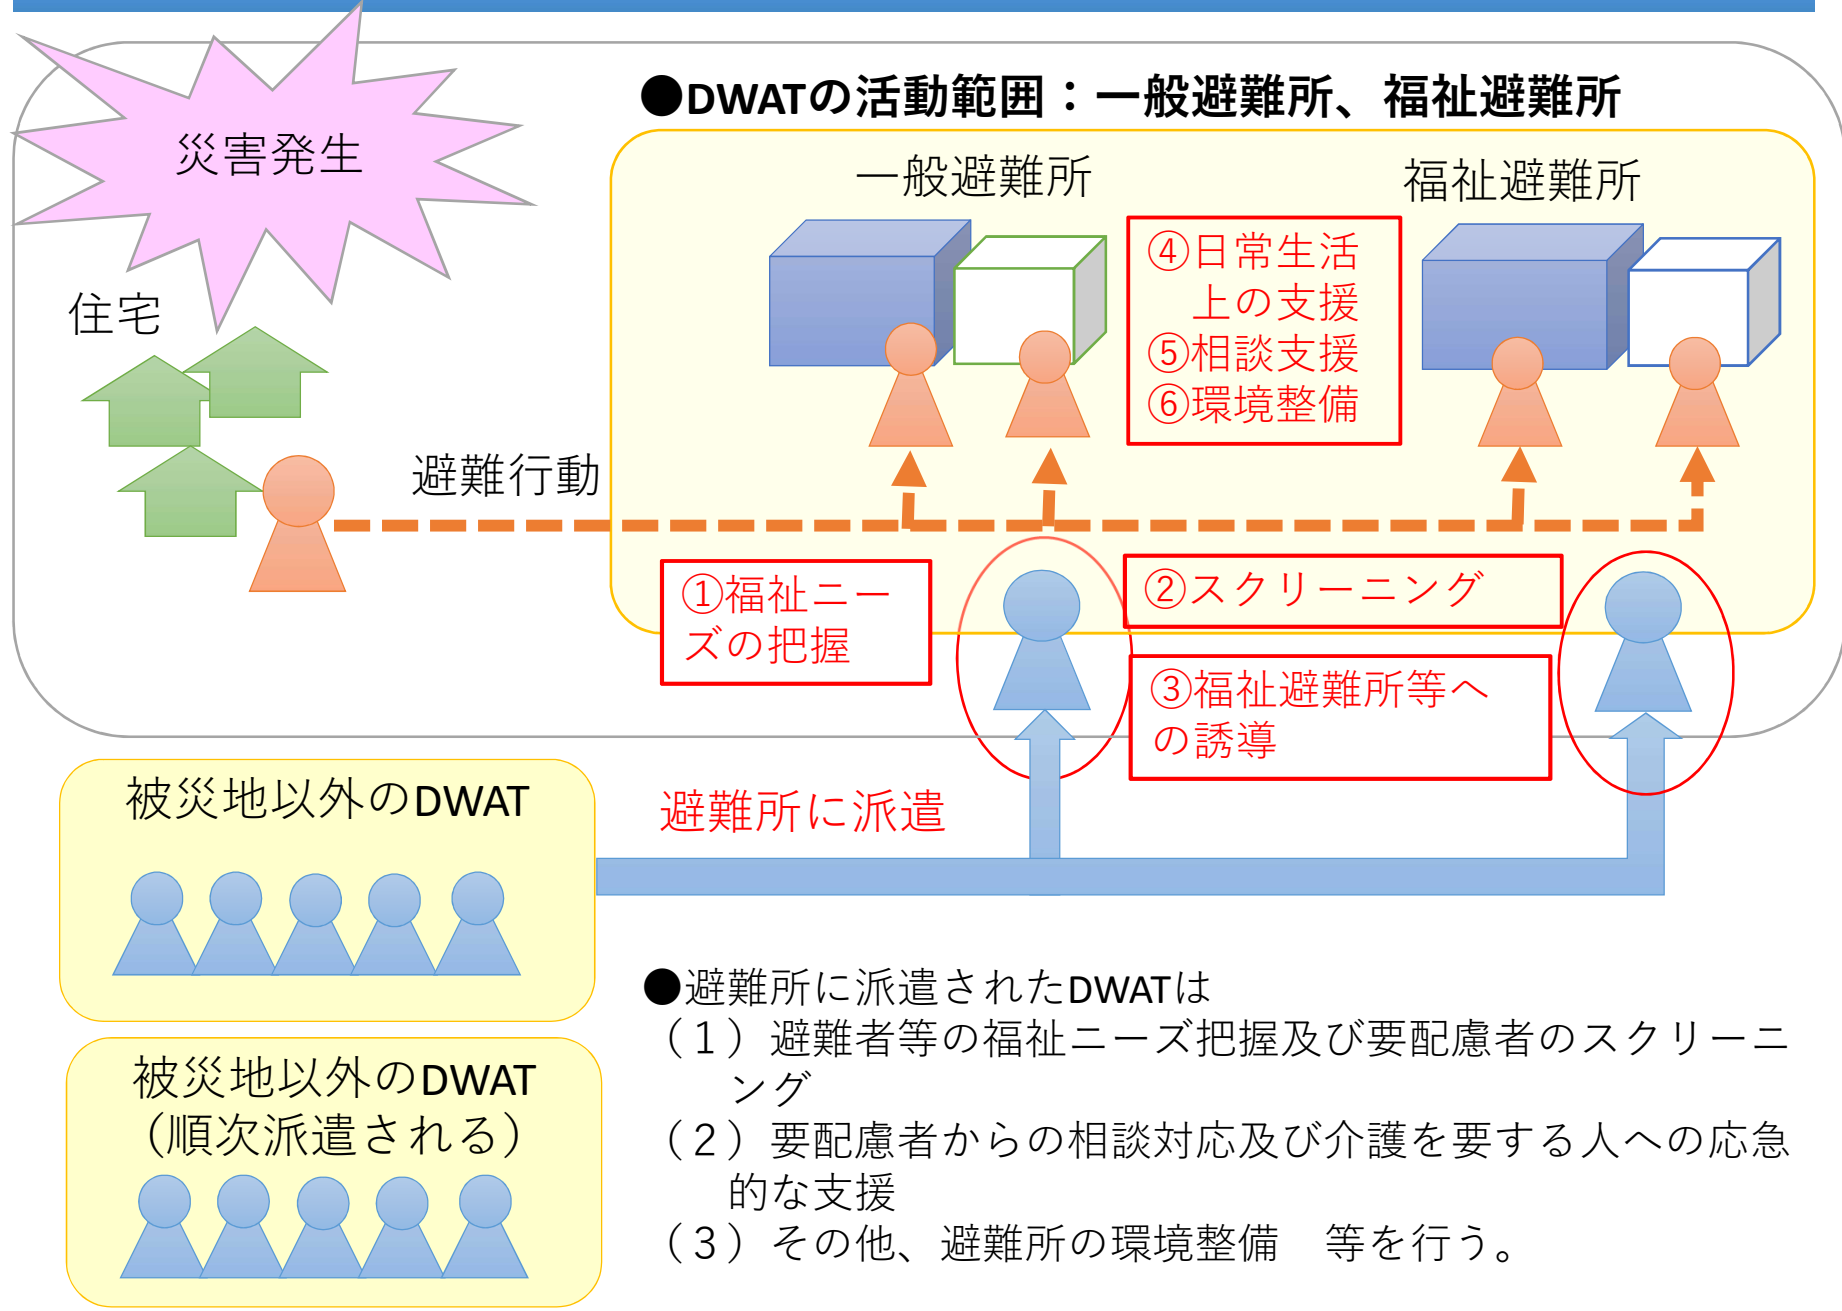 災害発生
●DWATの活動範囲：一般避難所、福祉避難所
一般避難所
福祉避難所
④日常生活
上の支援
⑤相談支援
⑥環境整備
住宅
避難行動
①福祉ニー
ズの把握
②スクリーニング
③福祉避難所等へ
の誘導
被災地以外のDWAT
避難所に派遣
被災地以外のDWAT
（順次派遣される）
●避難所に派遣されたDWATは
（１）避難者等の福祉ニーズ把握及び要配慮者のスクリーニ
ング
（２）要配慮者からの相談対応及び介護を要する人への応急
的な支援
（３）その他、避難所の環境整備　等を行う。